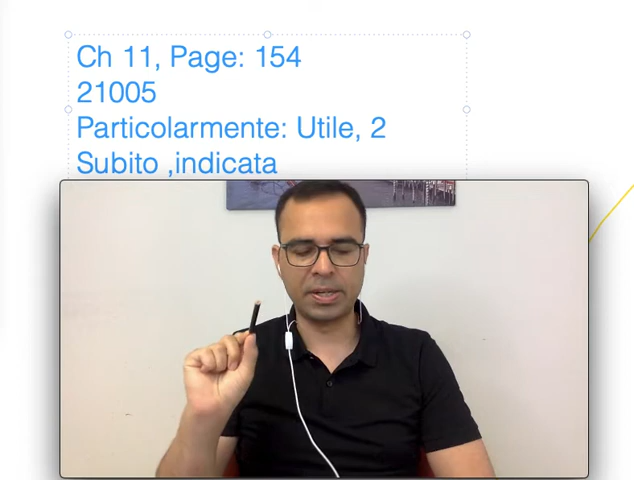 Ch 11, Page: 154
21005
Particolarmente: Utile, 2
Subito ,indicata